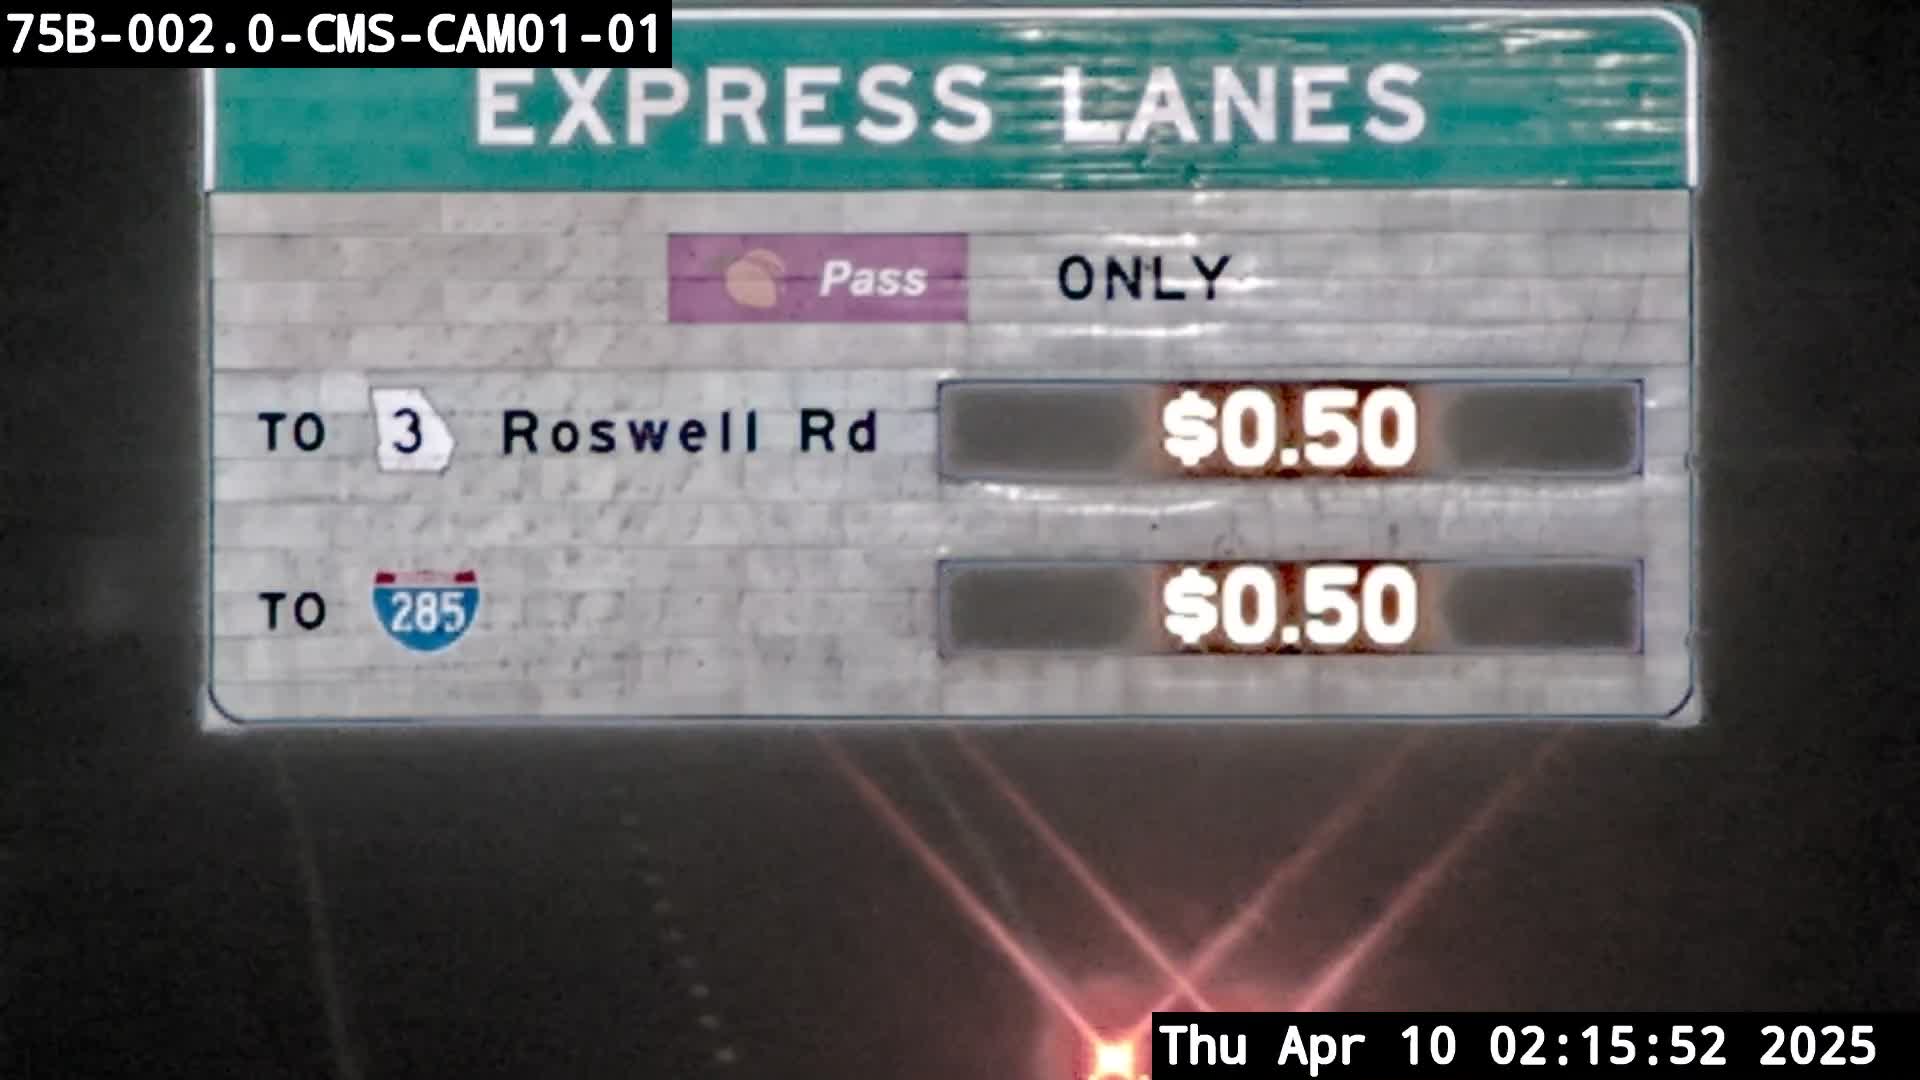 75B-002.0-CMS-CAM01-01
EXPRESS LANES
Pass ONLY
TO 3 Roswell Rd $0.50
TO 285 $0.50
Thu Apr 10 02:15:52 2025